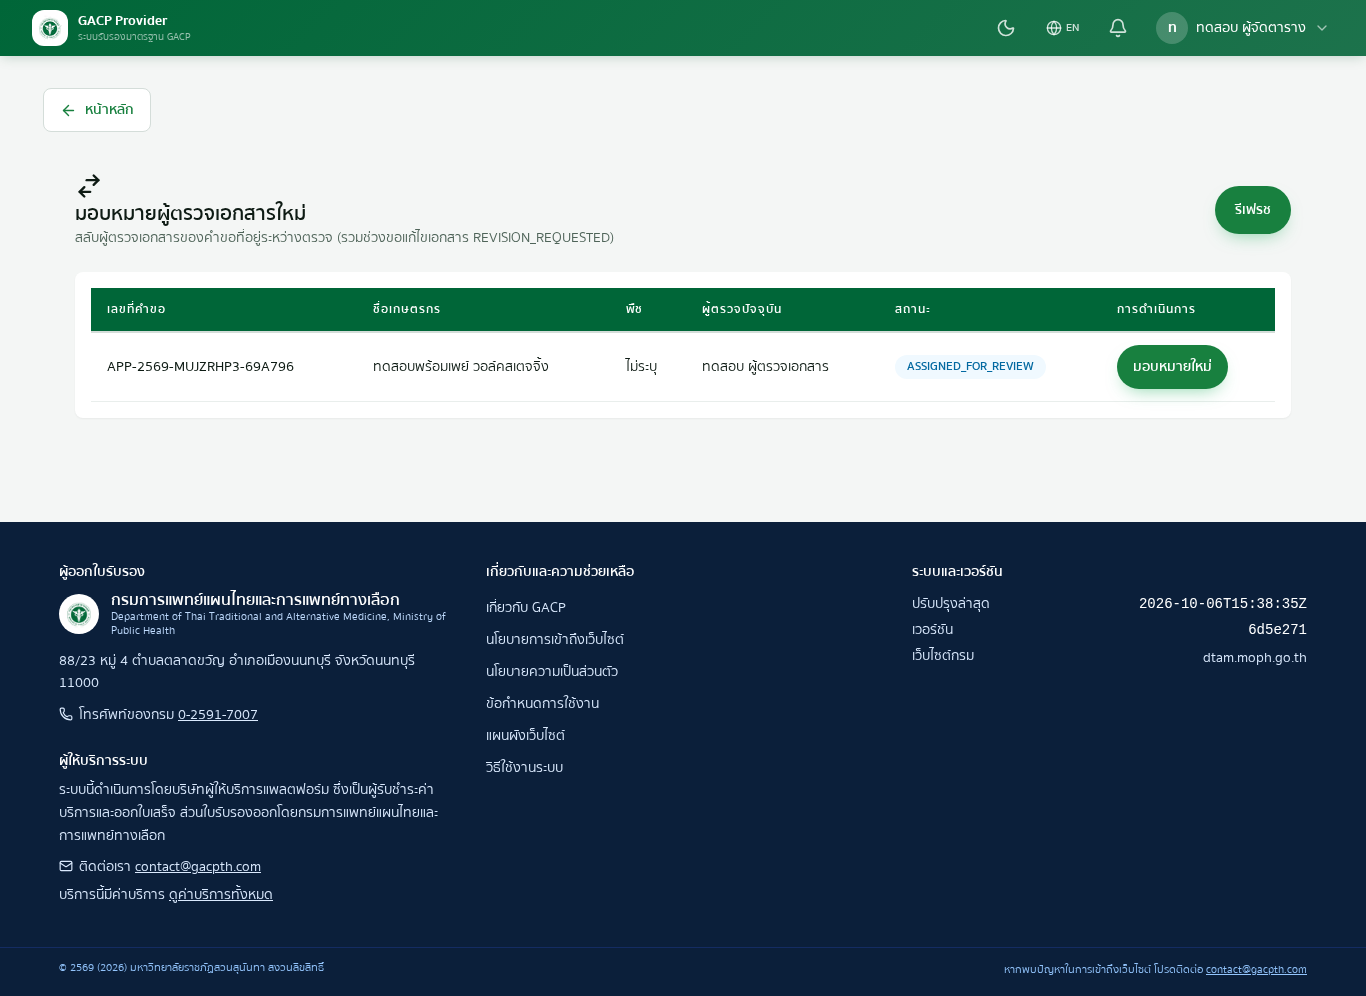 GACP Provider
ระบบรับรองมาตรฐาน GACP
EN
ท
ทดสอบ ผู้จัดตาราง
หน้าหลัก
มอบหมายผู้ตรวจเอกสารใหม่
สลับผู้ตรวจเอกสารของคำขอที่อยู่ระหว่างตรวจ (รวมช่วงขอแก้ไขเอกสาร REVISION_REQUESTED)
รีเฟรช
เลขที่คำขอ ชื่อเกษตรกร พืช ผู้ตรวจปัจจุบัน สถานะ การดำเนินการ
APP-2569-MUJZRHP3-69A796 ทดสอบพร้อมเพย์ วอล์คสเตจจิ้ง ไม่ระบุ ทดสอบ ผู้ตรวจเอกสาร ASSIGNED_FOR_REVIEW มอบหมายใหม่
ผู้ออกใบรับรอง
กรมการแพทย์แผนไทยและการแพทย์ทางเลือก
Department of Thai Traditional and Alternative Medicine, Ministry of
Public Health
88/23 หมู่ 4 ตำบลตลาดขวัญ อำเภอเมืองนนทบุรี จังหวัดนนทบุรี
11000
โทรศัพท์ของกรม 0-2591-7007
ผู้ให้บริการระบบ
ระบบนี้ดำเนินการโดยบริษัทผู้ให้บริการแพลตฟอร์ม ซึ่งเป็นผู้รับชำระค่า
บริการและออกใบเสร็จ ส่วนใบรับรองออกโดยกรมการแพทย์แผนไทยและ
การแพทย์ทางเลือก
ติดต่อเรา contact@gacpth.com
บริการนี้มีค่าบริการ ดูค่าบริการทั้งหมด
เกี่ยวกับและความช่วยเหลือ
เกี่ยวกับ GACP
นโยบายการเข้าถึงเว็บไซต์
นโยบายความเป็นส่วนตัว
ข้อกำหนดการใช้งาน
แผนผังเว็บไซต์
วิธีใช้งานระบบ
ระบบและเวอร์ชัน
ปรับปรุงล่าสุด 2026-10-06T15:38:35Z
เวอร์ชัน 6d5e271
เว็บไซต์กรม dtam.moph.go.th
© 2569 (2026) มหาวิทยาลัยราชภัฏสวนสุนันทา สงวนลิขสิทธิ์
หากพบปัญหาในการเข้าถึงเว็บไซต์ โปรดติดต่อ contact@gacpth.com